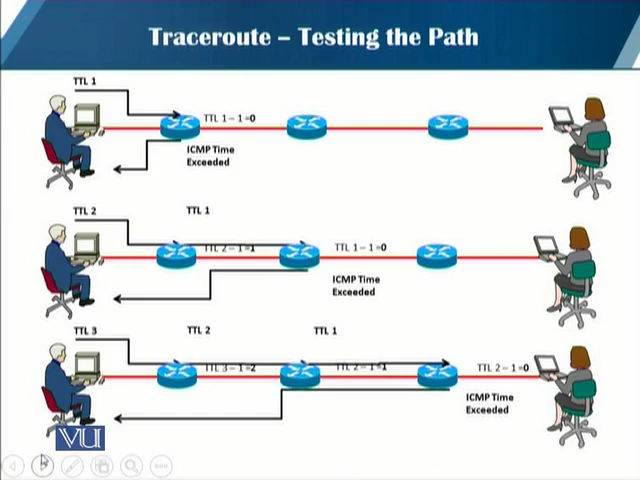 Traceroute – Testing the Path
TTL 1
TTL 1 – 1 =0
ICMP Time
Exceeded
TTL 2
TTL 1
TTL 2 – 1 =1
TTL 1 – 1 =0
ICMP Time
Exceeded
TTL 3
TTL 2
TTL 1
TTL 3 – 1 =2
TTL 2 – 1 =1
TTL 2 – 1 =0
ICMP Time
Exceeded
VU